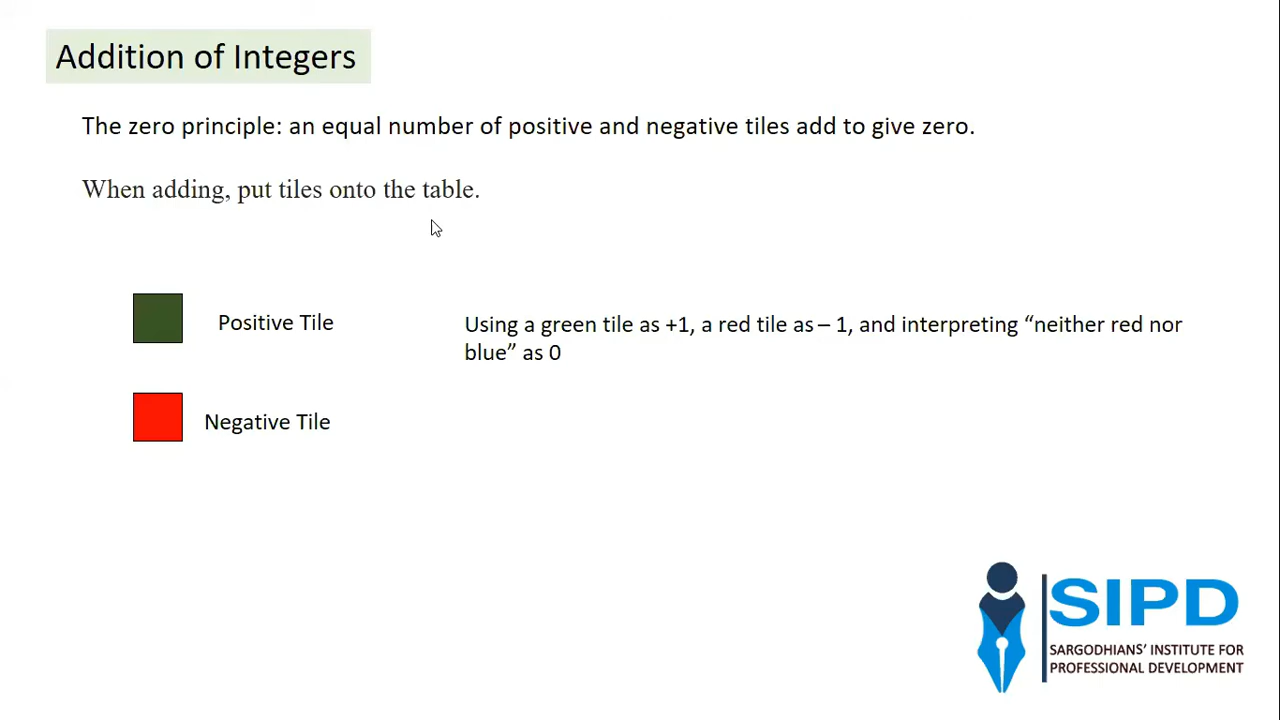 Addition of Integers
The zero principle: an equal number of positive and negative tiles add to give zero.
When adding, put tiles onto the table.
Positive Tile
Using a green tile as +1, a red tile as – 1, and interpreting “neither red nor
blue” as 0
Negative Tile
SIPD
SARGODHIANS' INSTITUTE FOR
PROFESSIONAL DEVELOPMENT